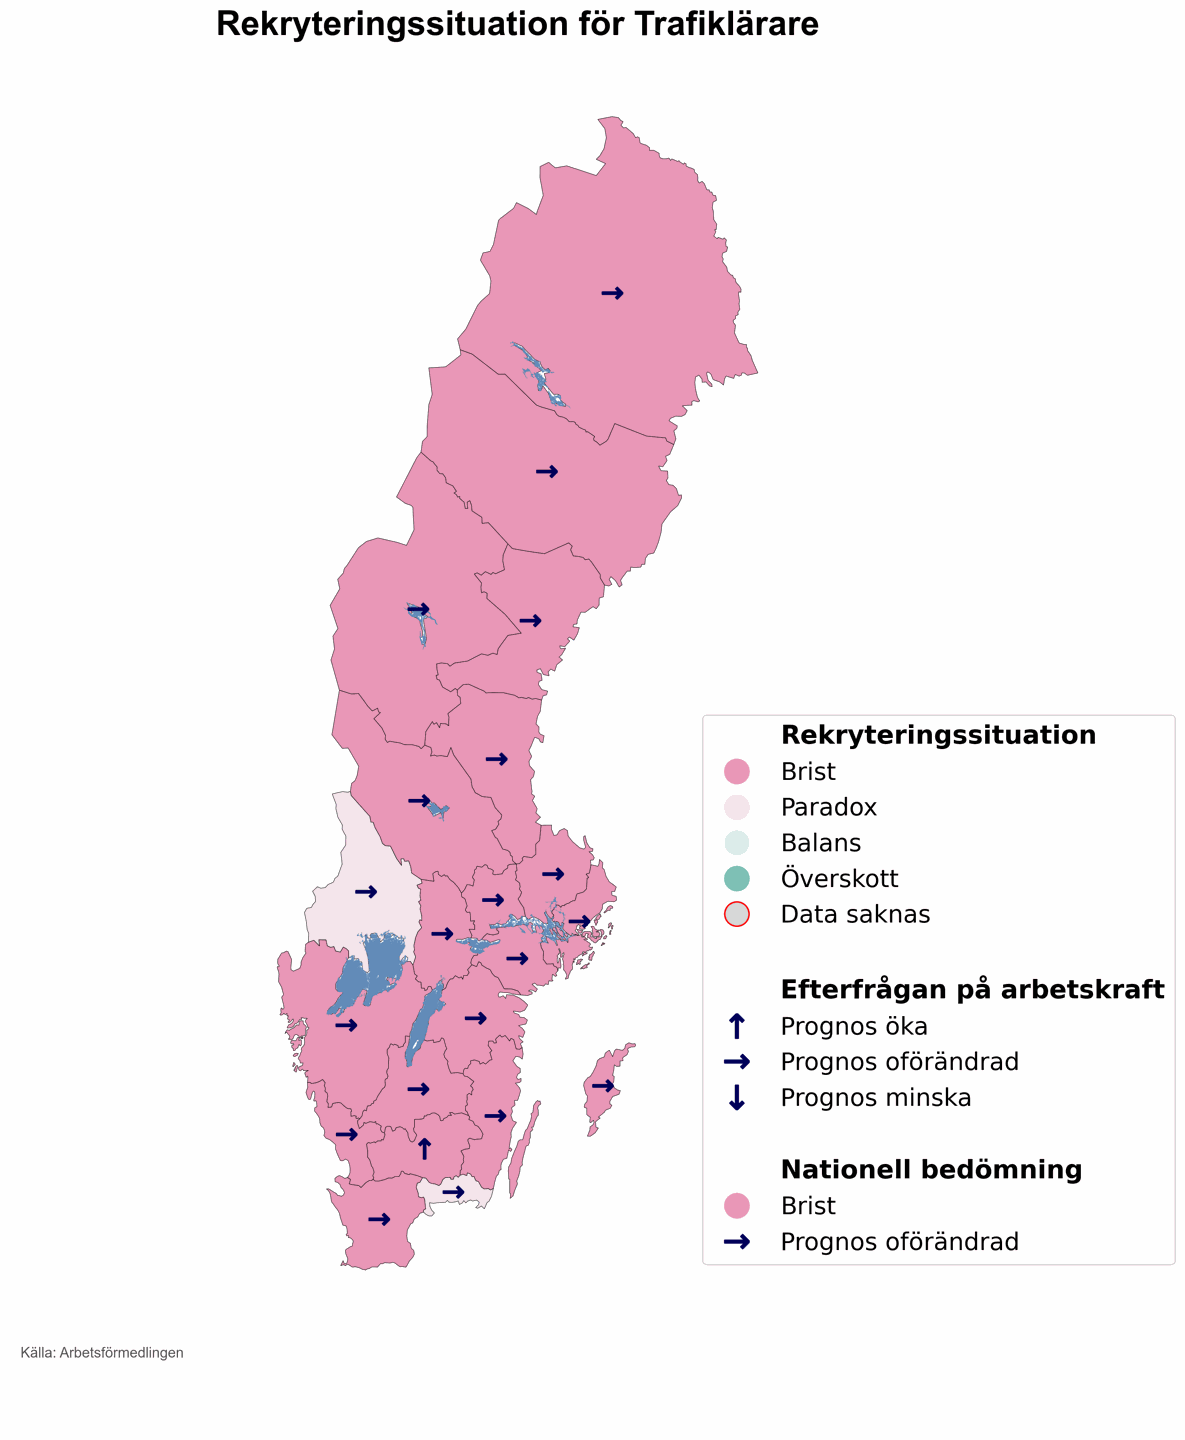 Rekryteringssituation för Trafiklärare
Rekryteringssituation
Brist
Paradox
Balans
Överskott
Data saknas
Efterfrågan på arbetskraft
Prognos öka
Prognos oförändrad
Prognos minska
Nationell bedömning
Brist
Prognos oförändrad
Källa: Arbetsförmedlingen